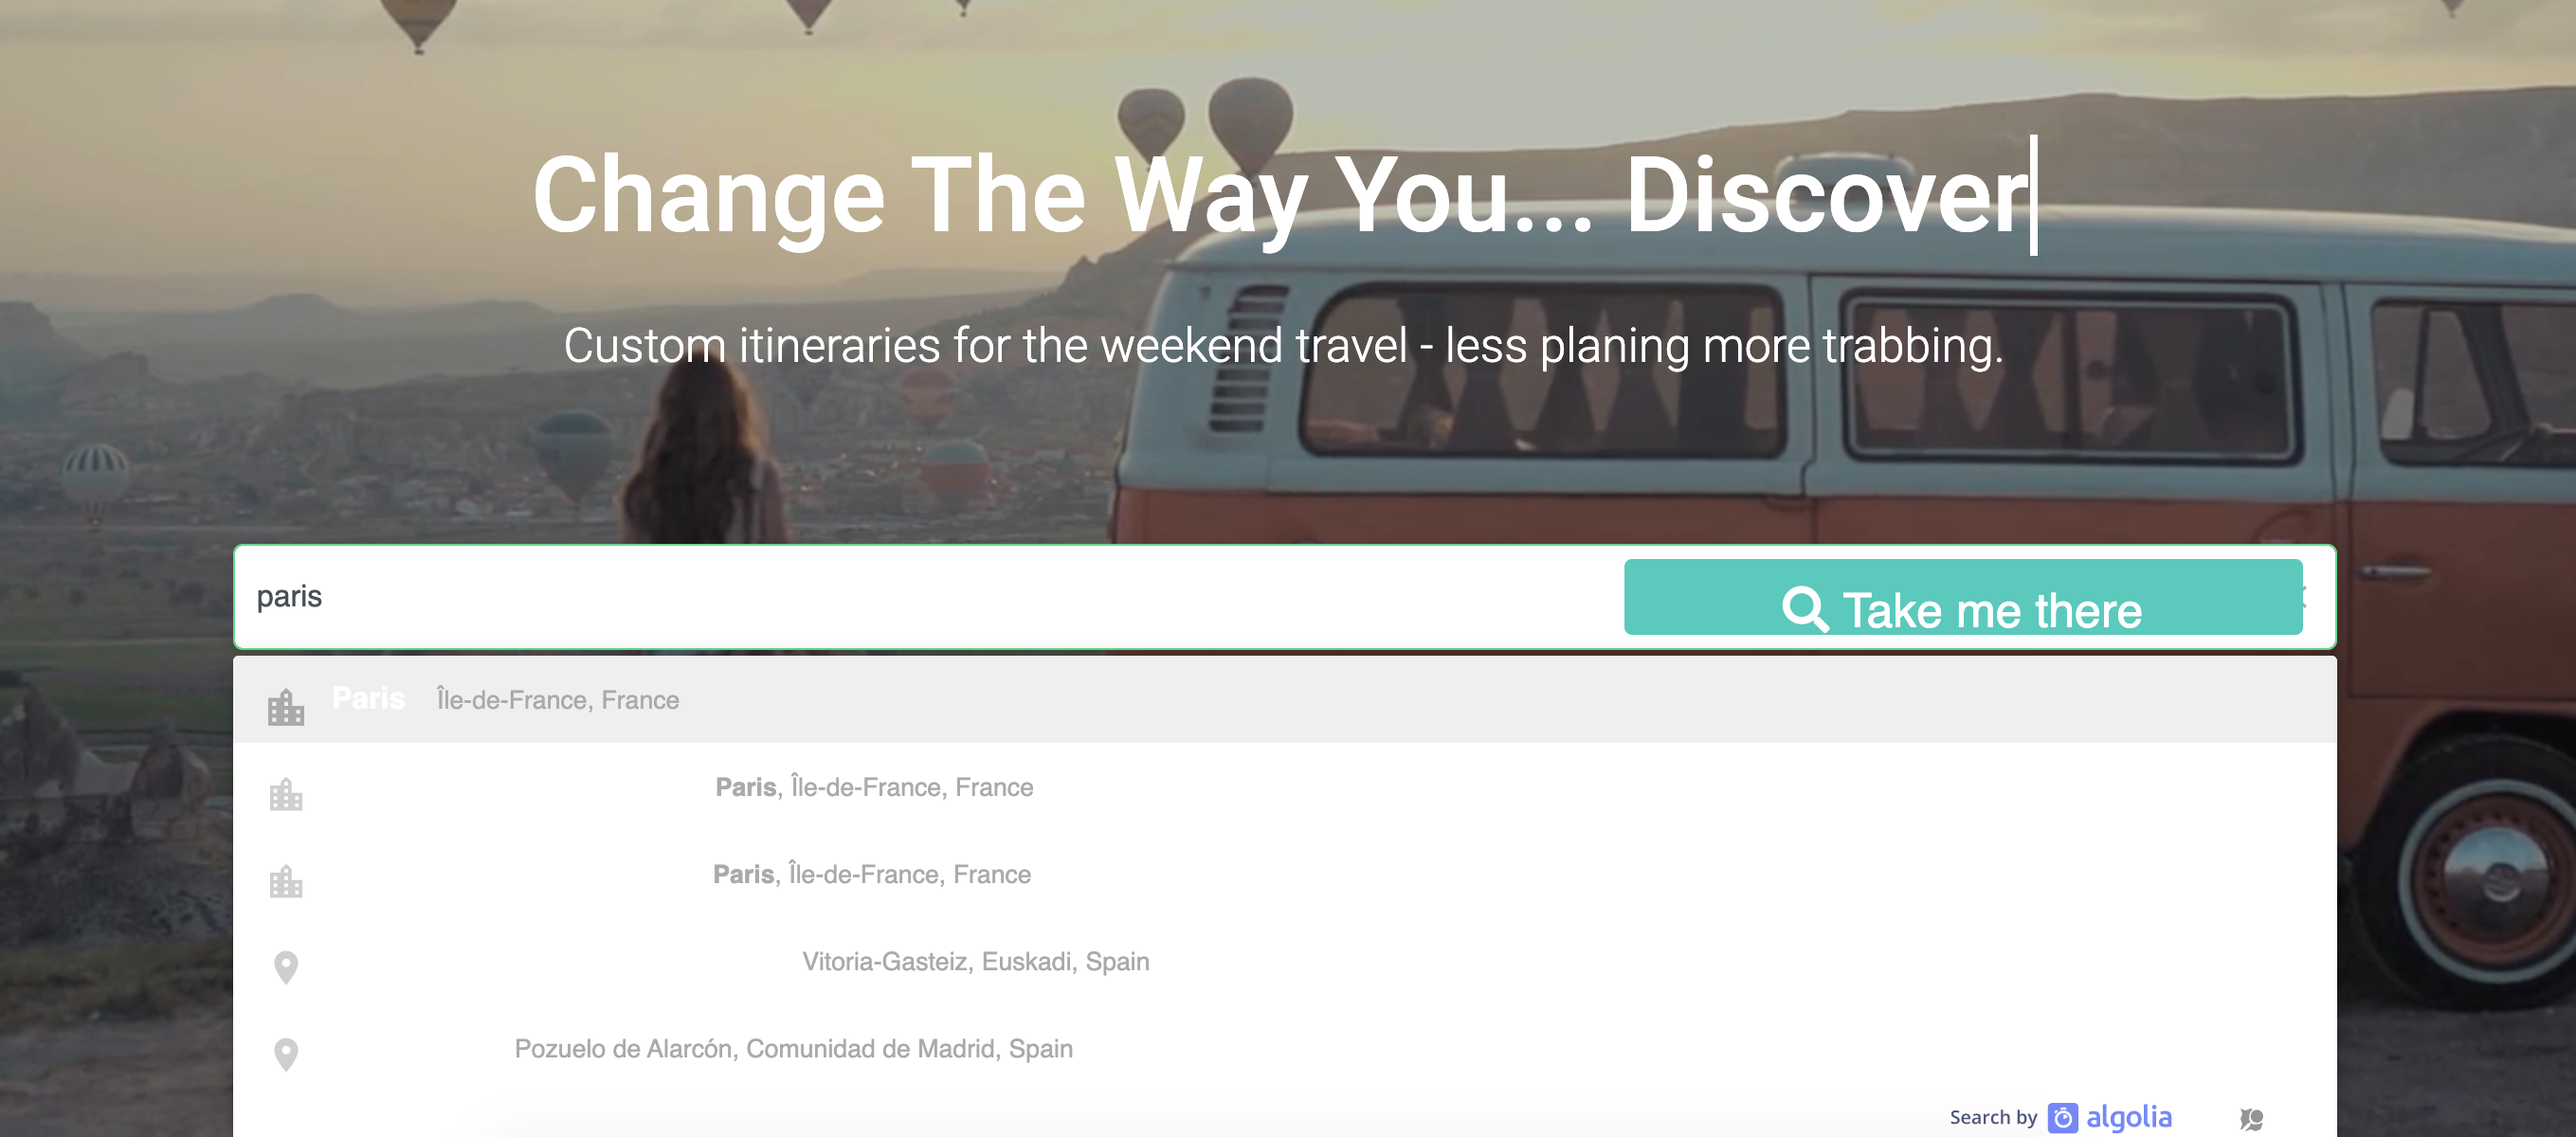 Change The Way You... Discover
Custom itineraries for the weekend travel - less planing more trabbing.
paris
Take me there
Paris Île-de-France, France
Paris, Île-de-France, France
Paris, Île-de-France, France
Vitoria-Gasteiz, Euskadi, Spain
Pozuelo de Alarcón, Comunidad de Madrid, Spain
Search by algolia